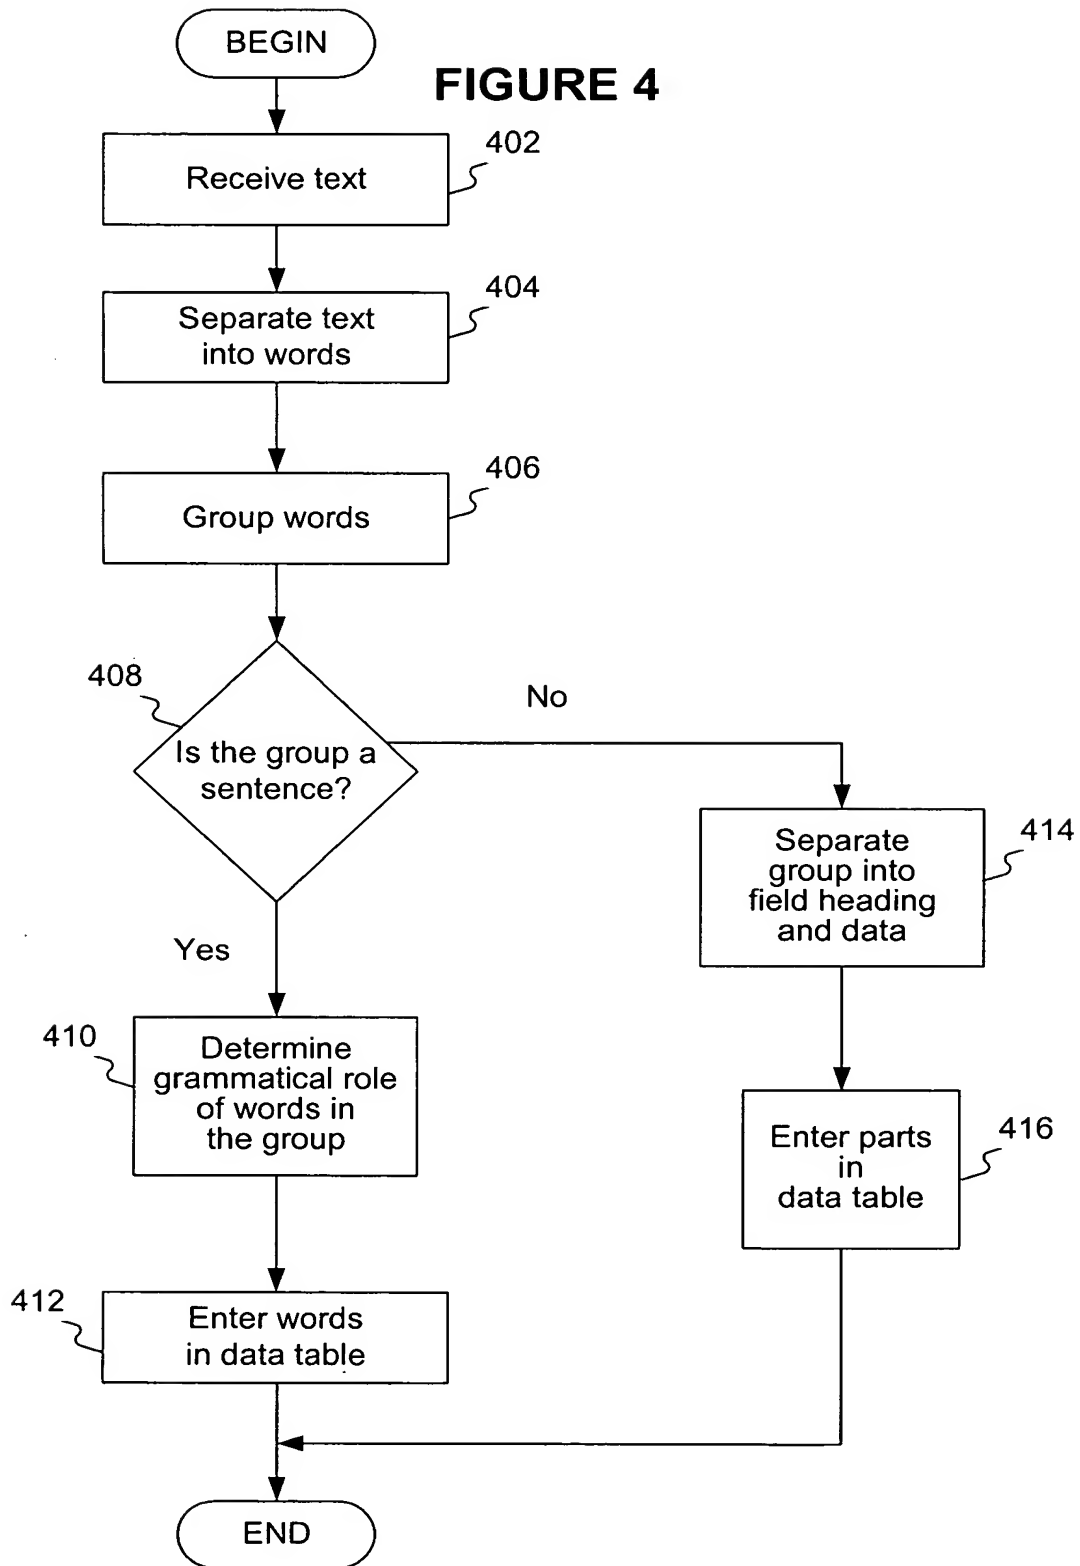 BEGIN
FIGURE 4
402
Receive text
404
Separate text
into words
406
Group words
408
Is the group a
sentence?
No
Yes
414
Separate
group into
field heading
and data
410
Determine
grammatical role
of words in
the group
416
Enter parts
in
data table
412
Enter words
in data table
END